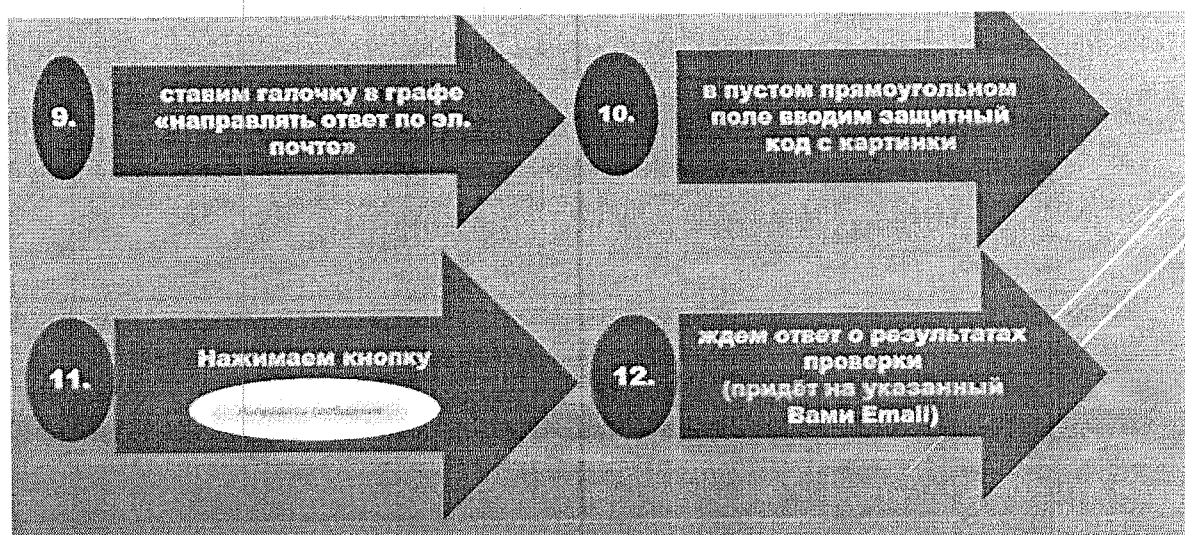 9.
ставим галочку в графе
«направлять ответ по эл.
почте»
10.
в пустом прямоугольном
поле вводим защитный
код с картинки
11.
Нажимаем кнопку
12.
ждем ответ о результатах
проверки
(придёт на указанный
Вами Email)